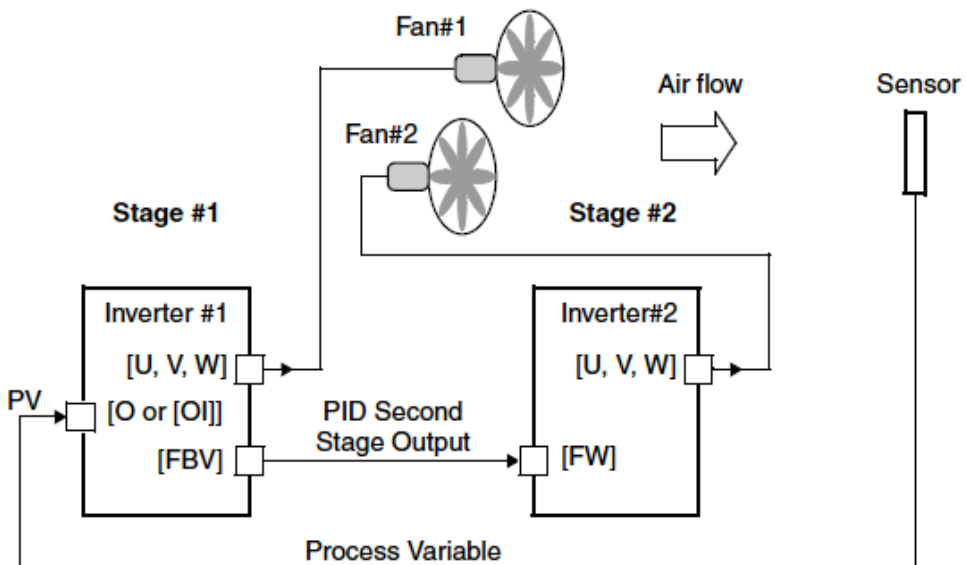 Fan#1
Air flow
Sensor
Fan#2
Stage #1
Stage #2
Inverter #1
Inverter#2
[U, V, W]
[U, V, W]
PV
[O or [OI]]
PID Second
Stage Output
[FBV]
[FW]
Process Variable